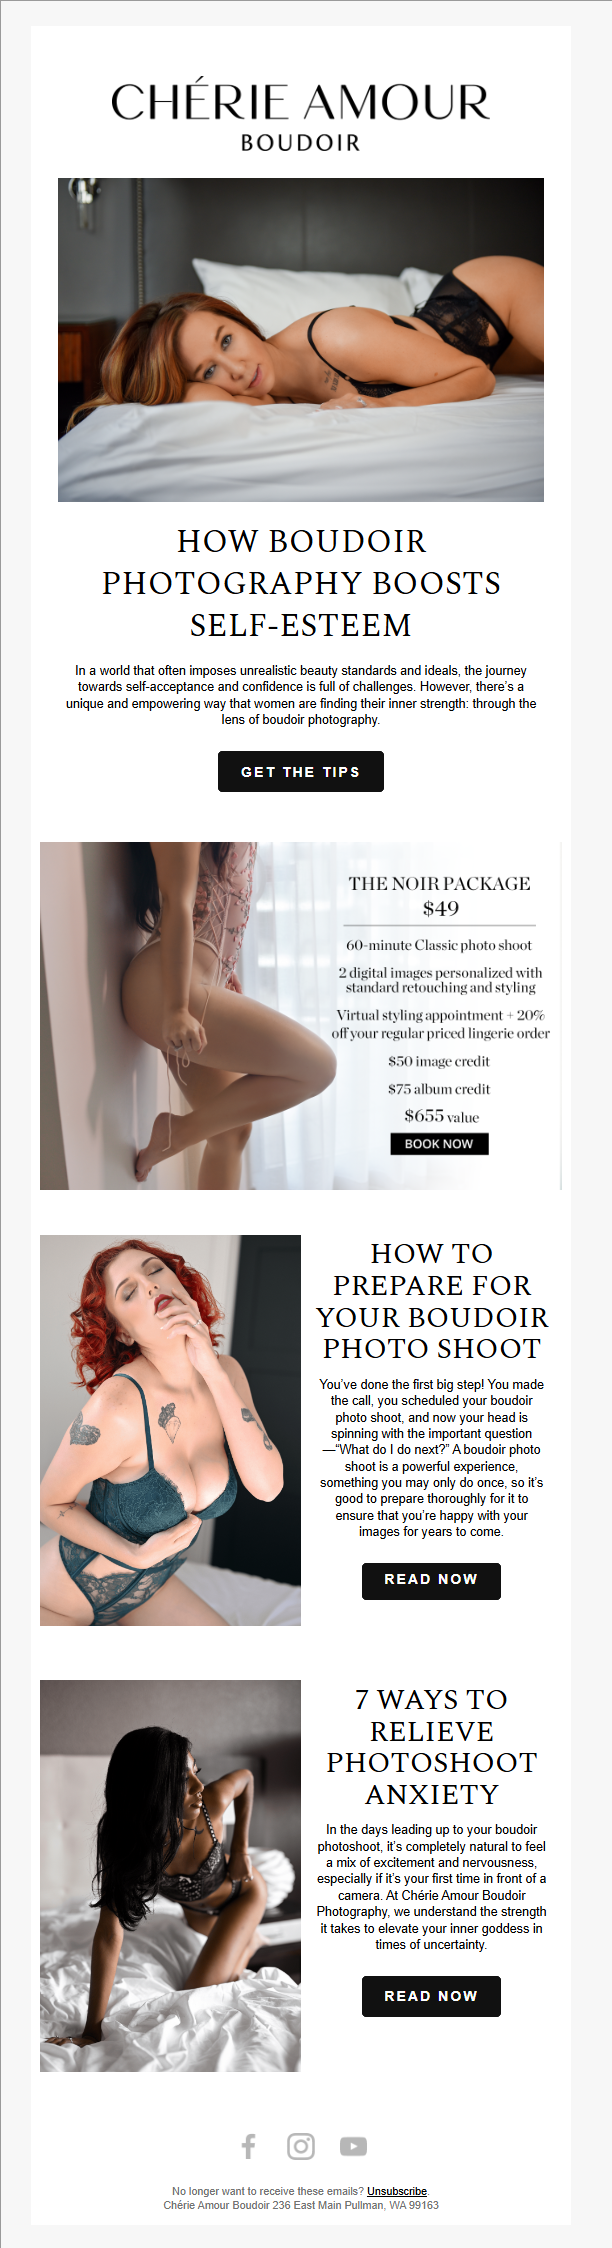 CHÉRIE AMOUR
BOUDOIR
HOW BOUDOIR
PHOTOGRAPHY BOOSTS
SELF-ESTEEM
In a world that often imposes unrealistic beauty standards and ideals, the journey
towards self-acceptance and confidence is full of challenges. However, there's a
unique and empowering way that women are finding their inner strength: through the
lens of boudoir photography.
GET THE TIPS
THE NOIR PACKAGE
$49
60-minute Classic photo shoot
2 digital images personalized with
standard retouching and styling
Virtual styling appointment + 20%
off your regular priced lingerie order
$50 image credit
$75 album credit
$655 value
BOOK NOW
HOW TO
PREPARE FOR
YOUR BOUDOIR
PHOTO SHOOT
You've done the first big step! You made
the call, you scheduled your boudoir
photo shoot, and now your head is
spinning with the important question
—“What do I do next?” A boudoir photo
shoot is a powerful experience,
something you may only do once, so it's
good to prepare thoroughly for it to
ensure that you're happy with your
images for years to come.
READ NOW
7 WAYS TO
RELIEVE
PHOTOSHOOT
ANXIETY
In the days leading up to your boudoir
photoshoot, it's completely natural to feel
a mix of excitement and nervousness,
especially if it's your first time in front of a
camera. At Chérie Amour Boudoir
Photography, we understand the strength
it takes to elevate your inner goddess in
times of uncertainty.
READ NOW
No longer want to receive these emails? Unsubscribe.
Chérie Amour Boudoir 236 East Main Pullman, WA 99163